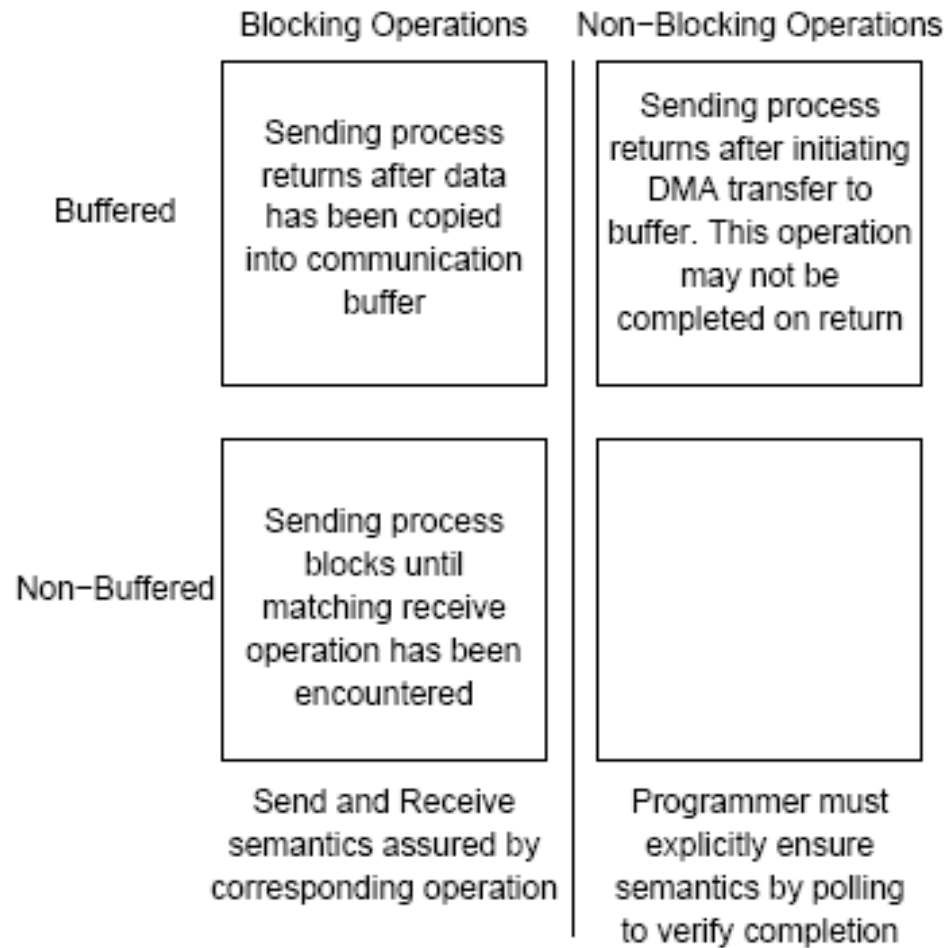 Blocking Operations
Non-Blocking Operations
Buffered
Sending process
returns after data
has been copied
into communication
buffer
Sending process
returns after initiating
DMA transfer to
buffer. This operation
may not be
completed on return
Non-Buffered
Sending process
blocks until
matching receive
operation has been
encountered
Send and Receive
semantics assured by
corresponding operation
Programmer must
explicitly ensure
semantics by polling
to verify completion